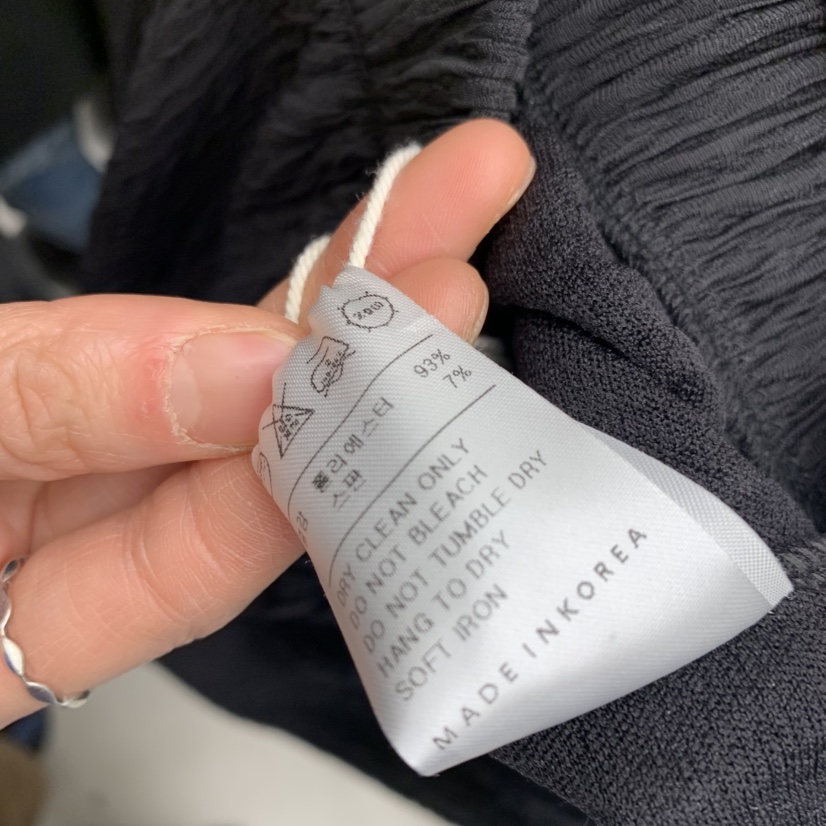 폴리에스터 93%
스판 7%
DRY CLEAN ONLY
DO NOT BLEACH
DO NOT TUMBLE DRY
HANG TO DRY
SOFT IRON
MADE IN KOREA